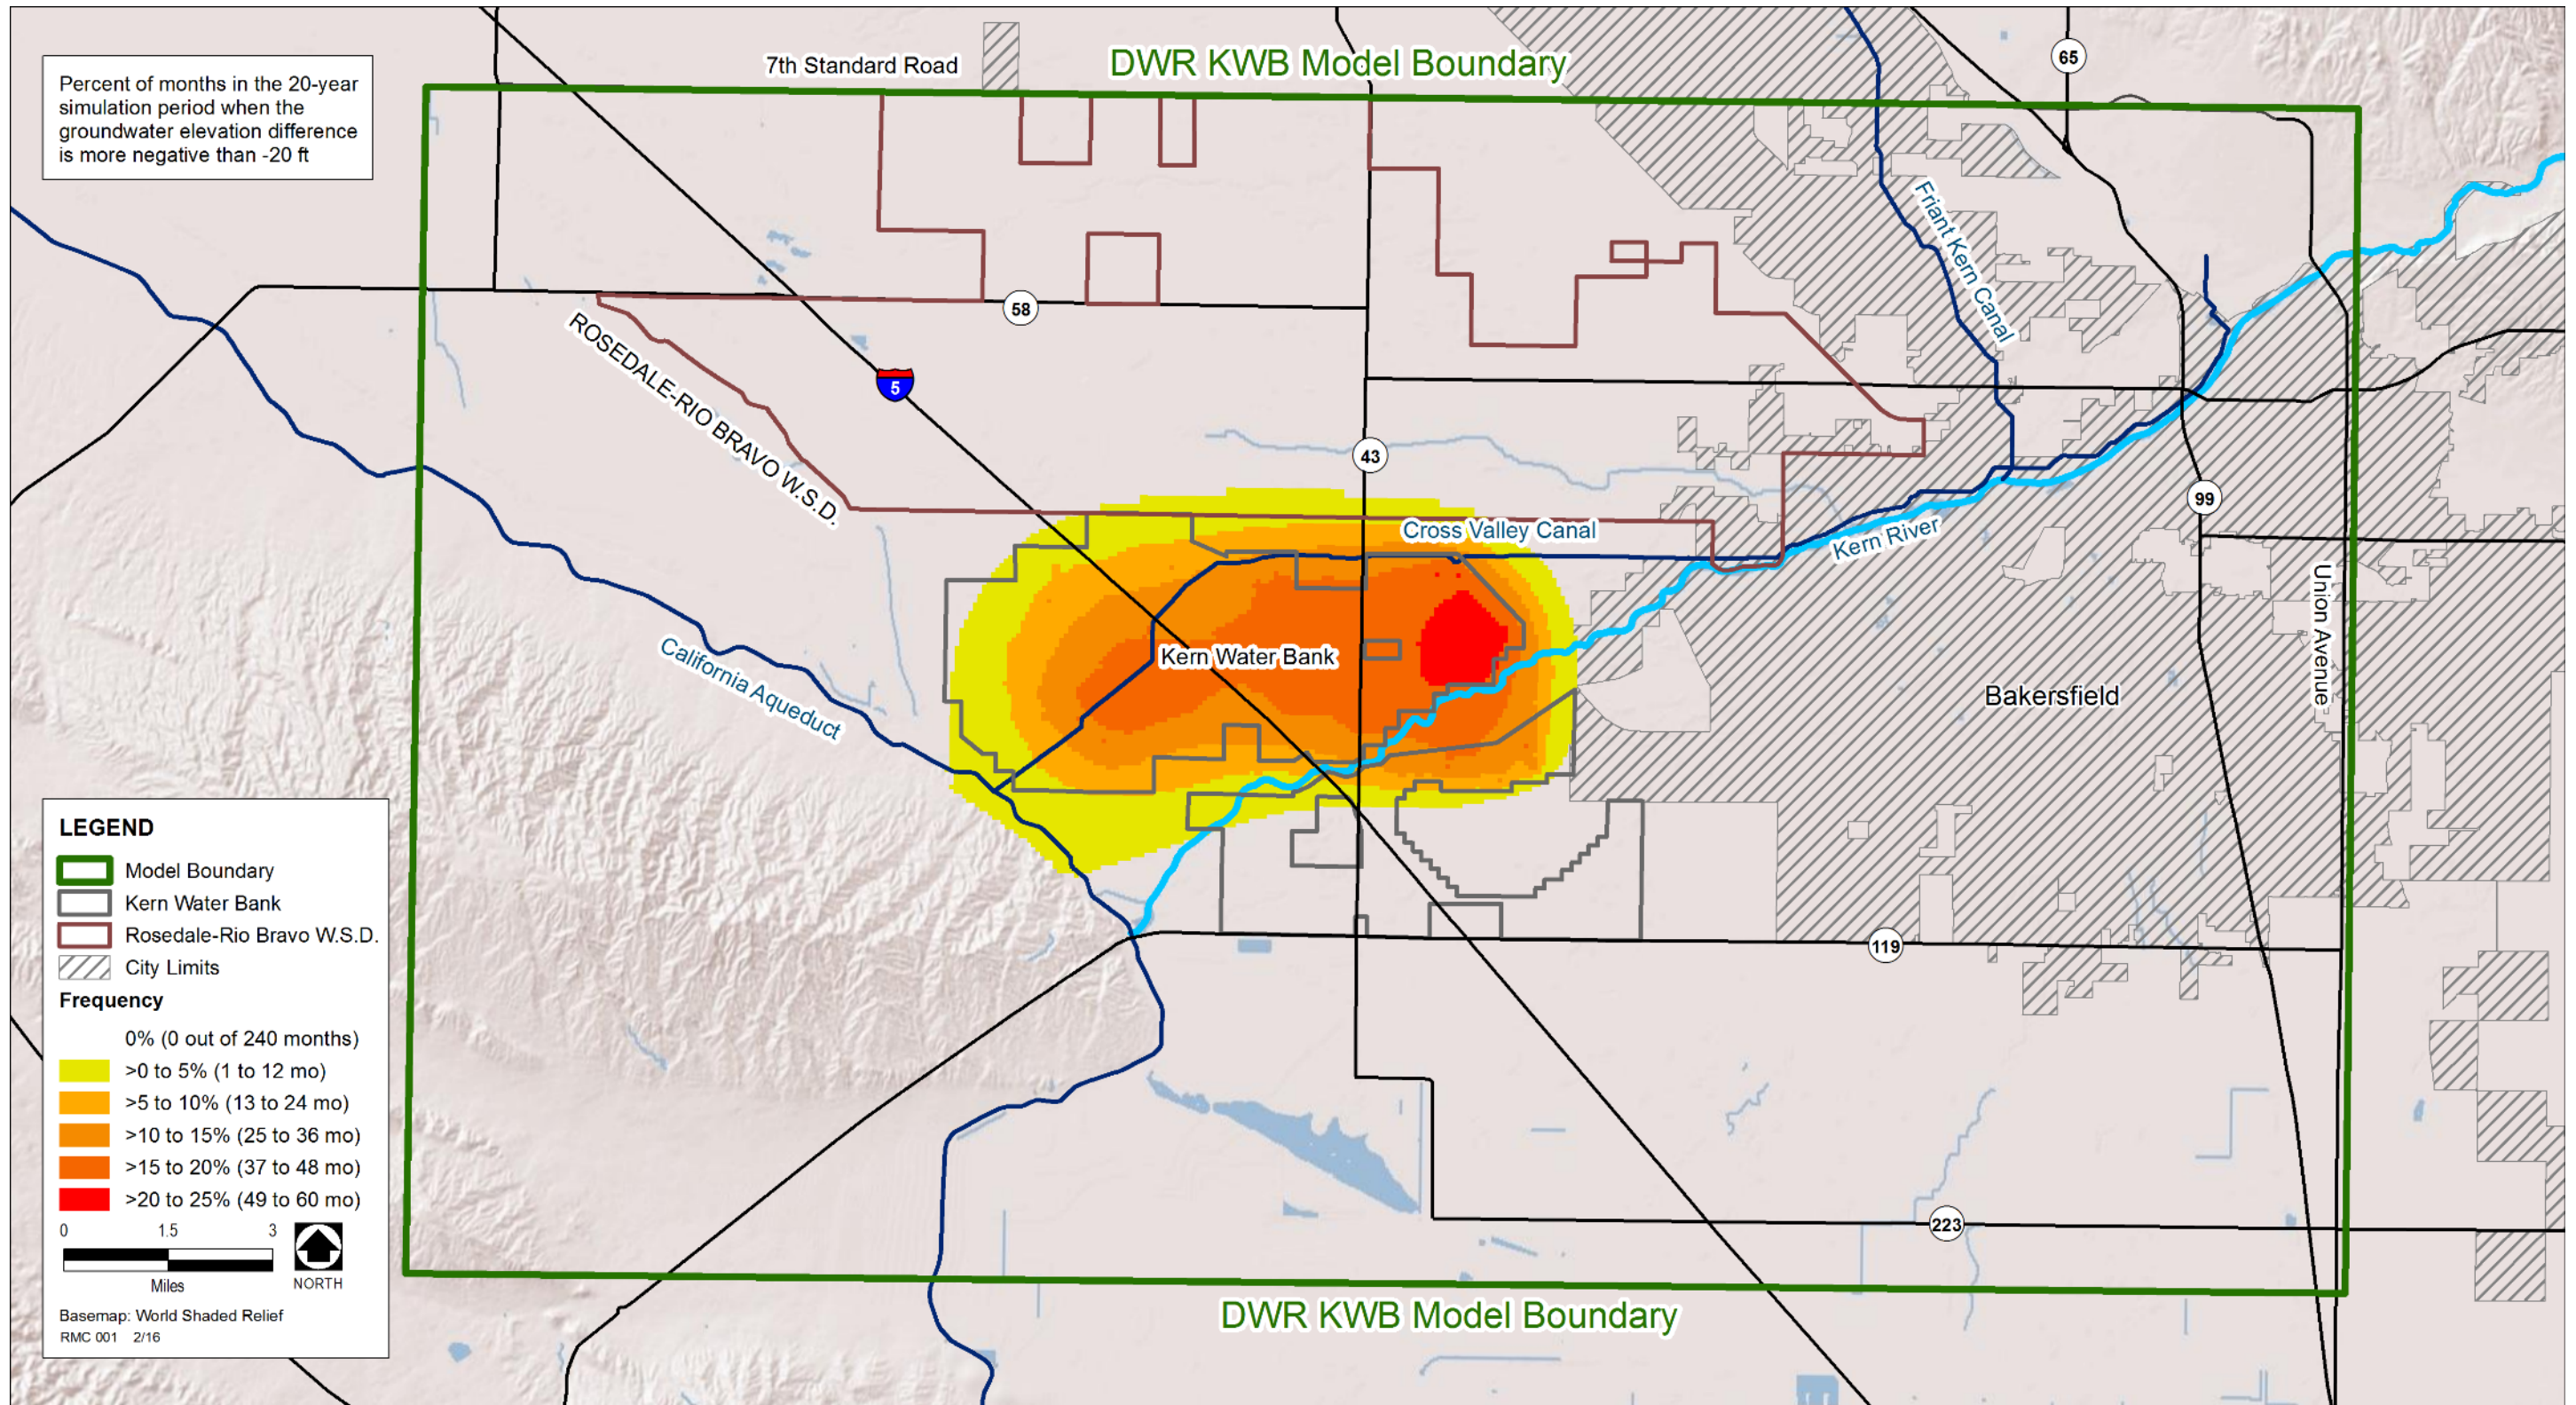 Percent of months in the 20-year
simulation period when the
groundwater elevation difference
is more negative than -20 ft
7th Standard Road
DWR KWB Model Boundary
65
Friant Kern Canal
58
ROSEDALE-RIO BRAVO W.S.D.
5
43
99
Cross Valley Canal
Kern River
Union Avenue
California Aqueduct
Kern Water Bank
Bakersfield
119
223
DWR KWB Model Boundary
LEGEND
Model Boundary
Kern Water Bank
Rosedale-Rio Bravo W.S.D.
City Limits
Frequency
0% (0 out of 240 months)
>0 to 5% (1 to 12 mo)
>5 to 10% (13 to 24 mo)
>10 to 15% (25 to 36 mo)
>15 to 20% (37 to 48 mo)
>20 to 25% (49 to 60 mo)
0 1.5 3
Miles
NORTH
Basemap: World Shaded Relief
RMC 001 2/16